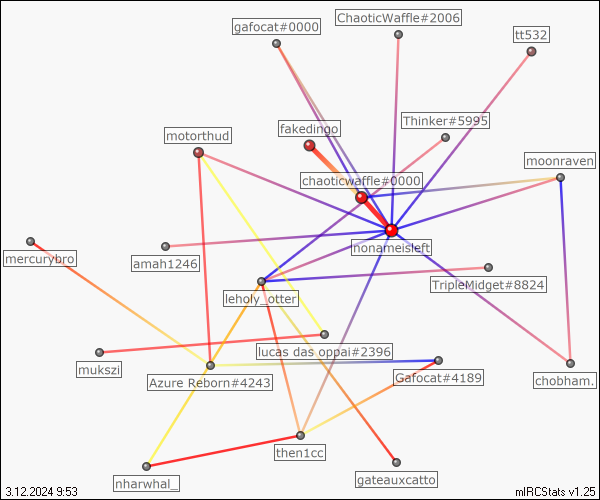 ChaoticWaffle#2006
gafocat#0000
tt532
Thinker#5995
fakedingo
motorthud
moonraven
chaoticwaffle#0000
nonameisleft
mercurybro
amah1246
TripleMidget#8824
leholy_otter
lucas das oppai#2396
mukszi
Azure Reborn#4243
Gafocat#4189
chobham.
then1cc
nharwhal_
gateauxcatto
3.12.2024 9:53
mIRCStats v1.25